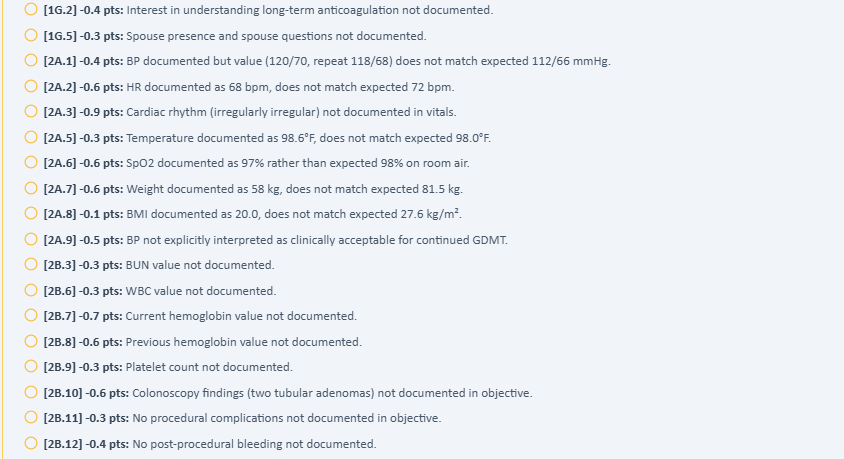 [1G.2] -0.4 pts: Interest in understanding long-term anticoagulation not documented.
[1G.5] -0.3 pts: Spouse presence and spouse questions not documented.
[2A.1] -0.4 pts: BP documented but value (120/70, repeat 118/68) does not match expected 112/66 mmHg.
[2A.2] -0.6 pts: HR documented as 68 bpm, does not match expected 72 bpm.
[2A.3] -0.9 pts: Cardiac rhythm (irregularly irregular) not documented in vitals.
[2A.5] -0.3 pts: Temperature documented as 98.6°F, does not match expected 98.0°F.
[2A.6] -0.6 pts: SpO2 documented as 97% rather than expected 98% on room air.
[2A.7] -0.6 pts: Weight documented as 58 kg, does not match expected 81.5 kg.
[2A.8] -0.1 pts: BMI documented as 20.0, does not match expected 27.6 kg/m².
[2A.9] -0.5 pts: BP not explicitly interpreted as clinically acceptable for continued GDMT.
[2B.3] -0.3 pts: BUN value not documented.
[2B.6] -0.3 pts: WBC value not documented.
[2B.7] -0.7 pts: Current hemoglobin value not documented.
[2B.8] -0.6 pts: Previous hemoglobin value not documented.
[2B.9] -0.3 pts: Platelet count not documented.
[2B.10] -0.6 pts: Colonoscopy findings (two tubular adenomas) not documented in objective.
[2B.11] -0.3 pts: No procedural complications not documented in objective.
[2B.12] -0.4 pts: No post-procedural bleeding not documented.